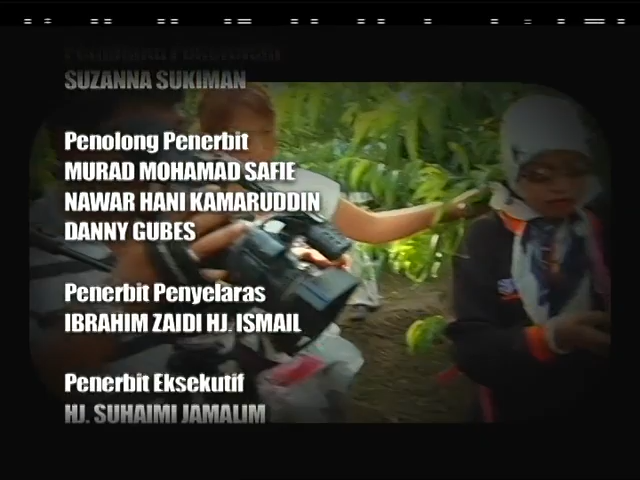 SUZANNA SUKIMAN
Penolong Penerbit
MURAD MOHAMAD SAFIE
NAWAR HANI KAMARUDDIN
DANNY GUBES
Penerbit Penyelaras
IBRAHIM ZAIDI HJ. ISMAIL
Penerbit Eksekutif
HJ. SUHAIMI JAMALIM